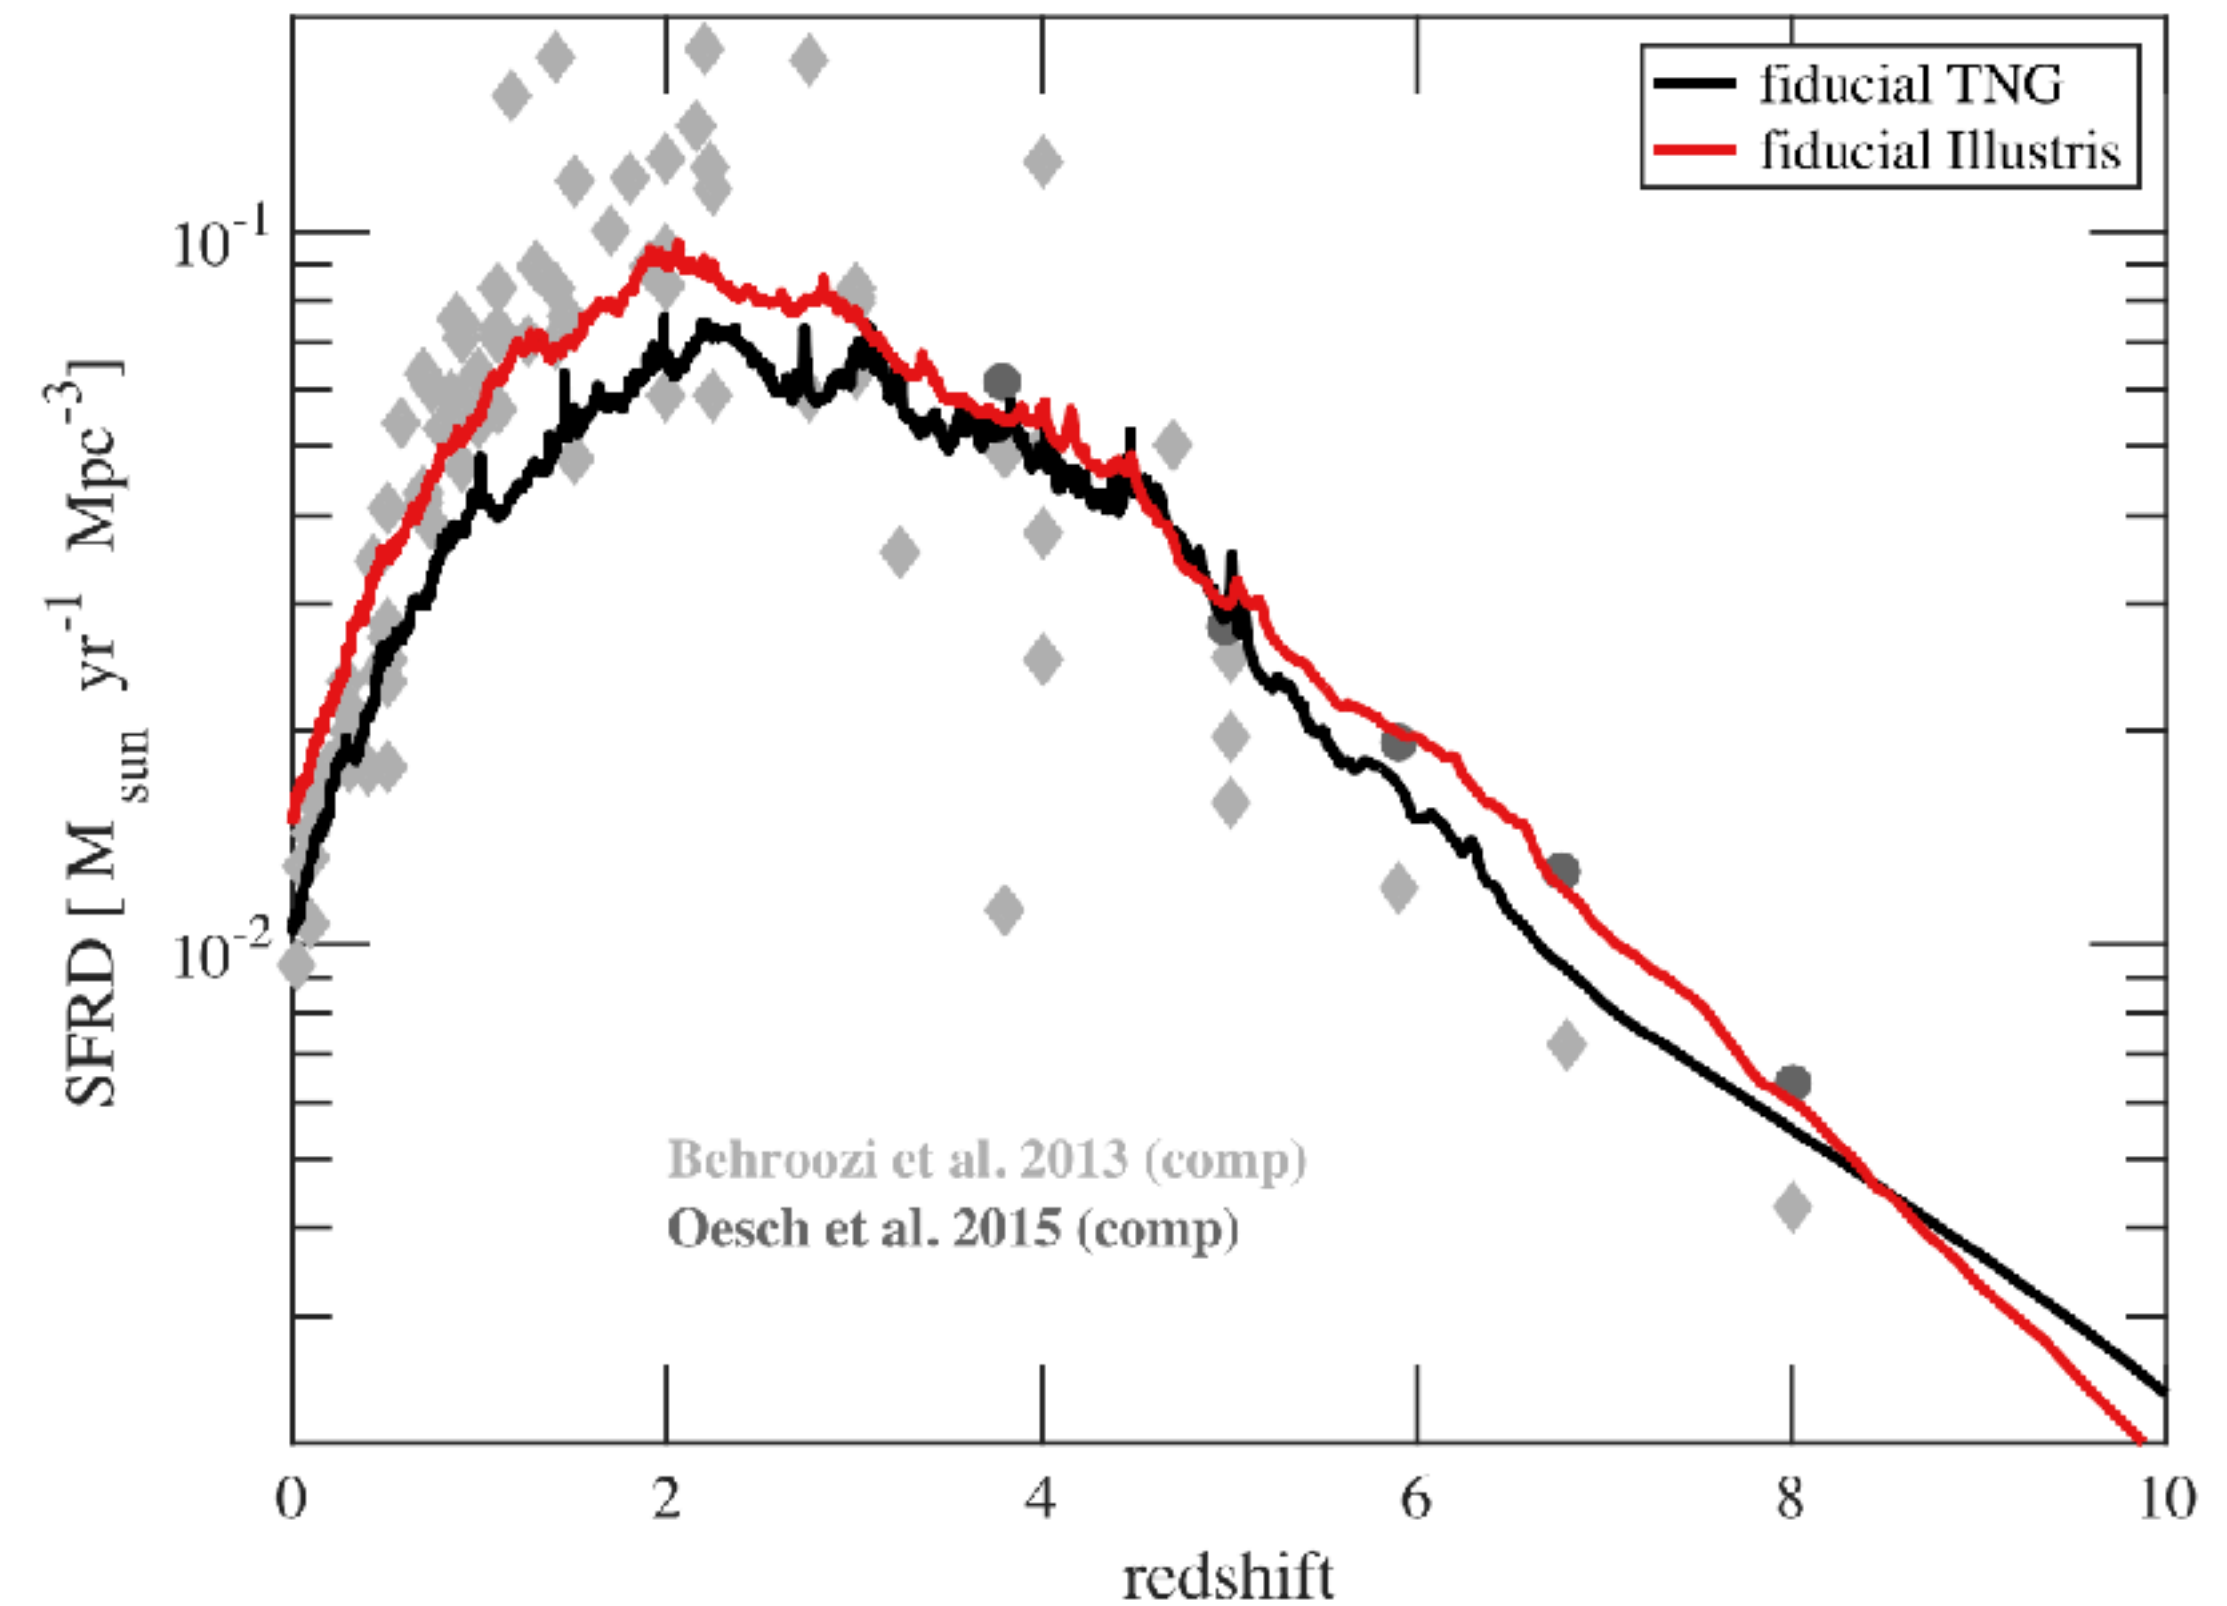 fiducial TNG
fiducial Illustris
10^-1
10^-2
SFRD [ M_sun yr^-1 Mpc^-3]
Behroozi et al. 2013 (comp)
Oesch et al. 2015 (comp)
0 2 4 6 8 10
redshift